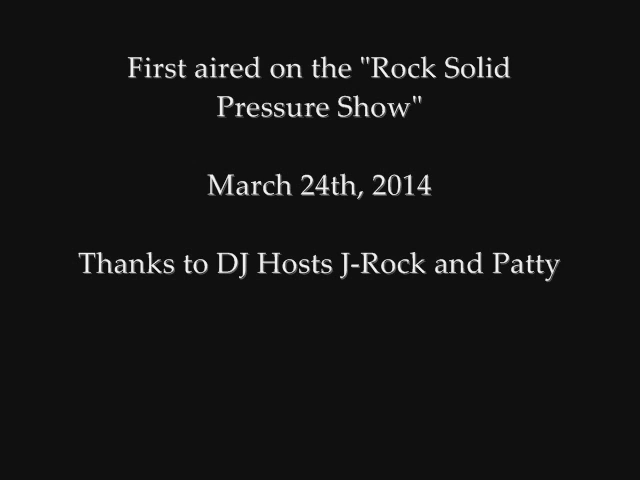 First aired on the "Rock Solid
Pressure Show"
March 24th, 2014
Thanks to DJ Hosts J-Rock and Patty